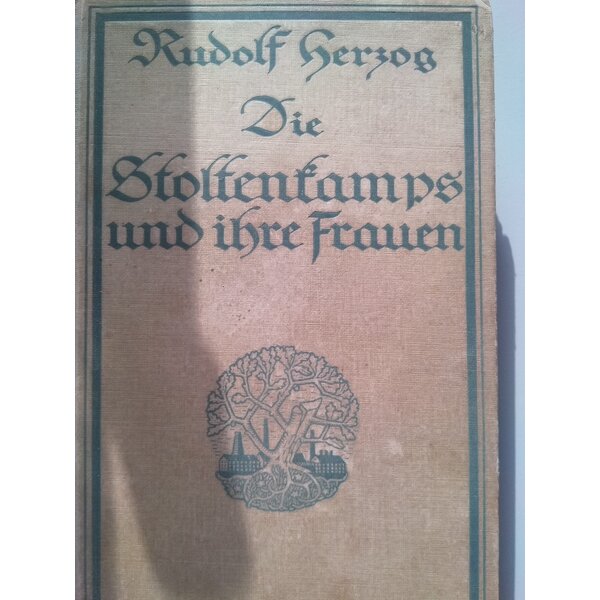 Rudolf Herzog
Die
Stoltenkamps
und ihre Frauen